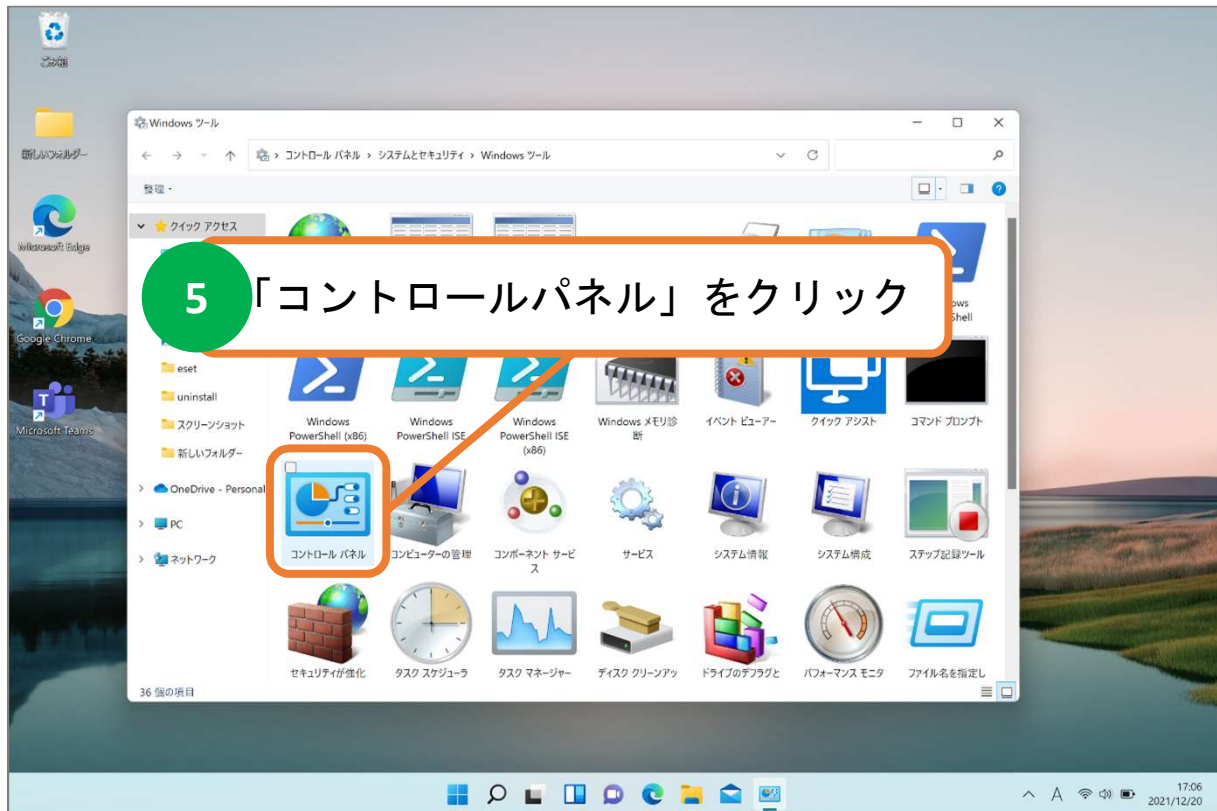 ごみ箱
新しいフォルダー
Microsoft Edge
Google Chrome
Microsoft Teams
Windows ツール
コントロール パネル › システムとセキュリティ › Windows ツール
整理
クイック アクセス
5 「コントロールパネル」をクリック
eset
uninstall
スクリーンショット
新しいフォルダー
OneDrive - Personal
PC
ネットワーク
Shell
Windows
PowerShell (x86)
Windows
PowerShell ISE
Windows
PowerShell ISE
(x86)
Windows メモリ診
断
イベント ビューアー
クイック アシスト
コマンド プロンプト
コントロール パネル
コンピューターの管理
コンポーネント サービ
ス
サービス
システム情報
システム構成
ステップ記録ツール
セキュリティが強化
タスク スケジューラ
タスク マネージャー
ディスク クリーンアッ
ドライブのデフラグと
パフォーマンス モニタ
ファイル名を指定し
36 個の項目
A
17:06
2021/12/20